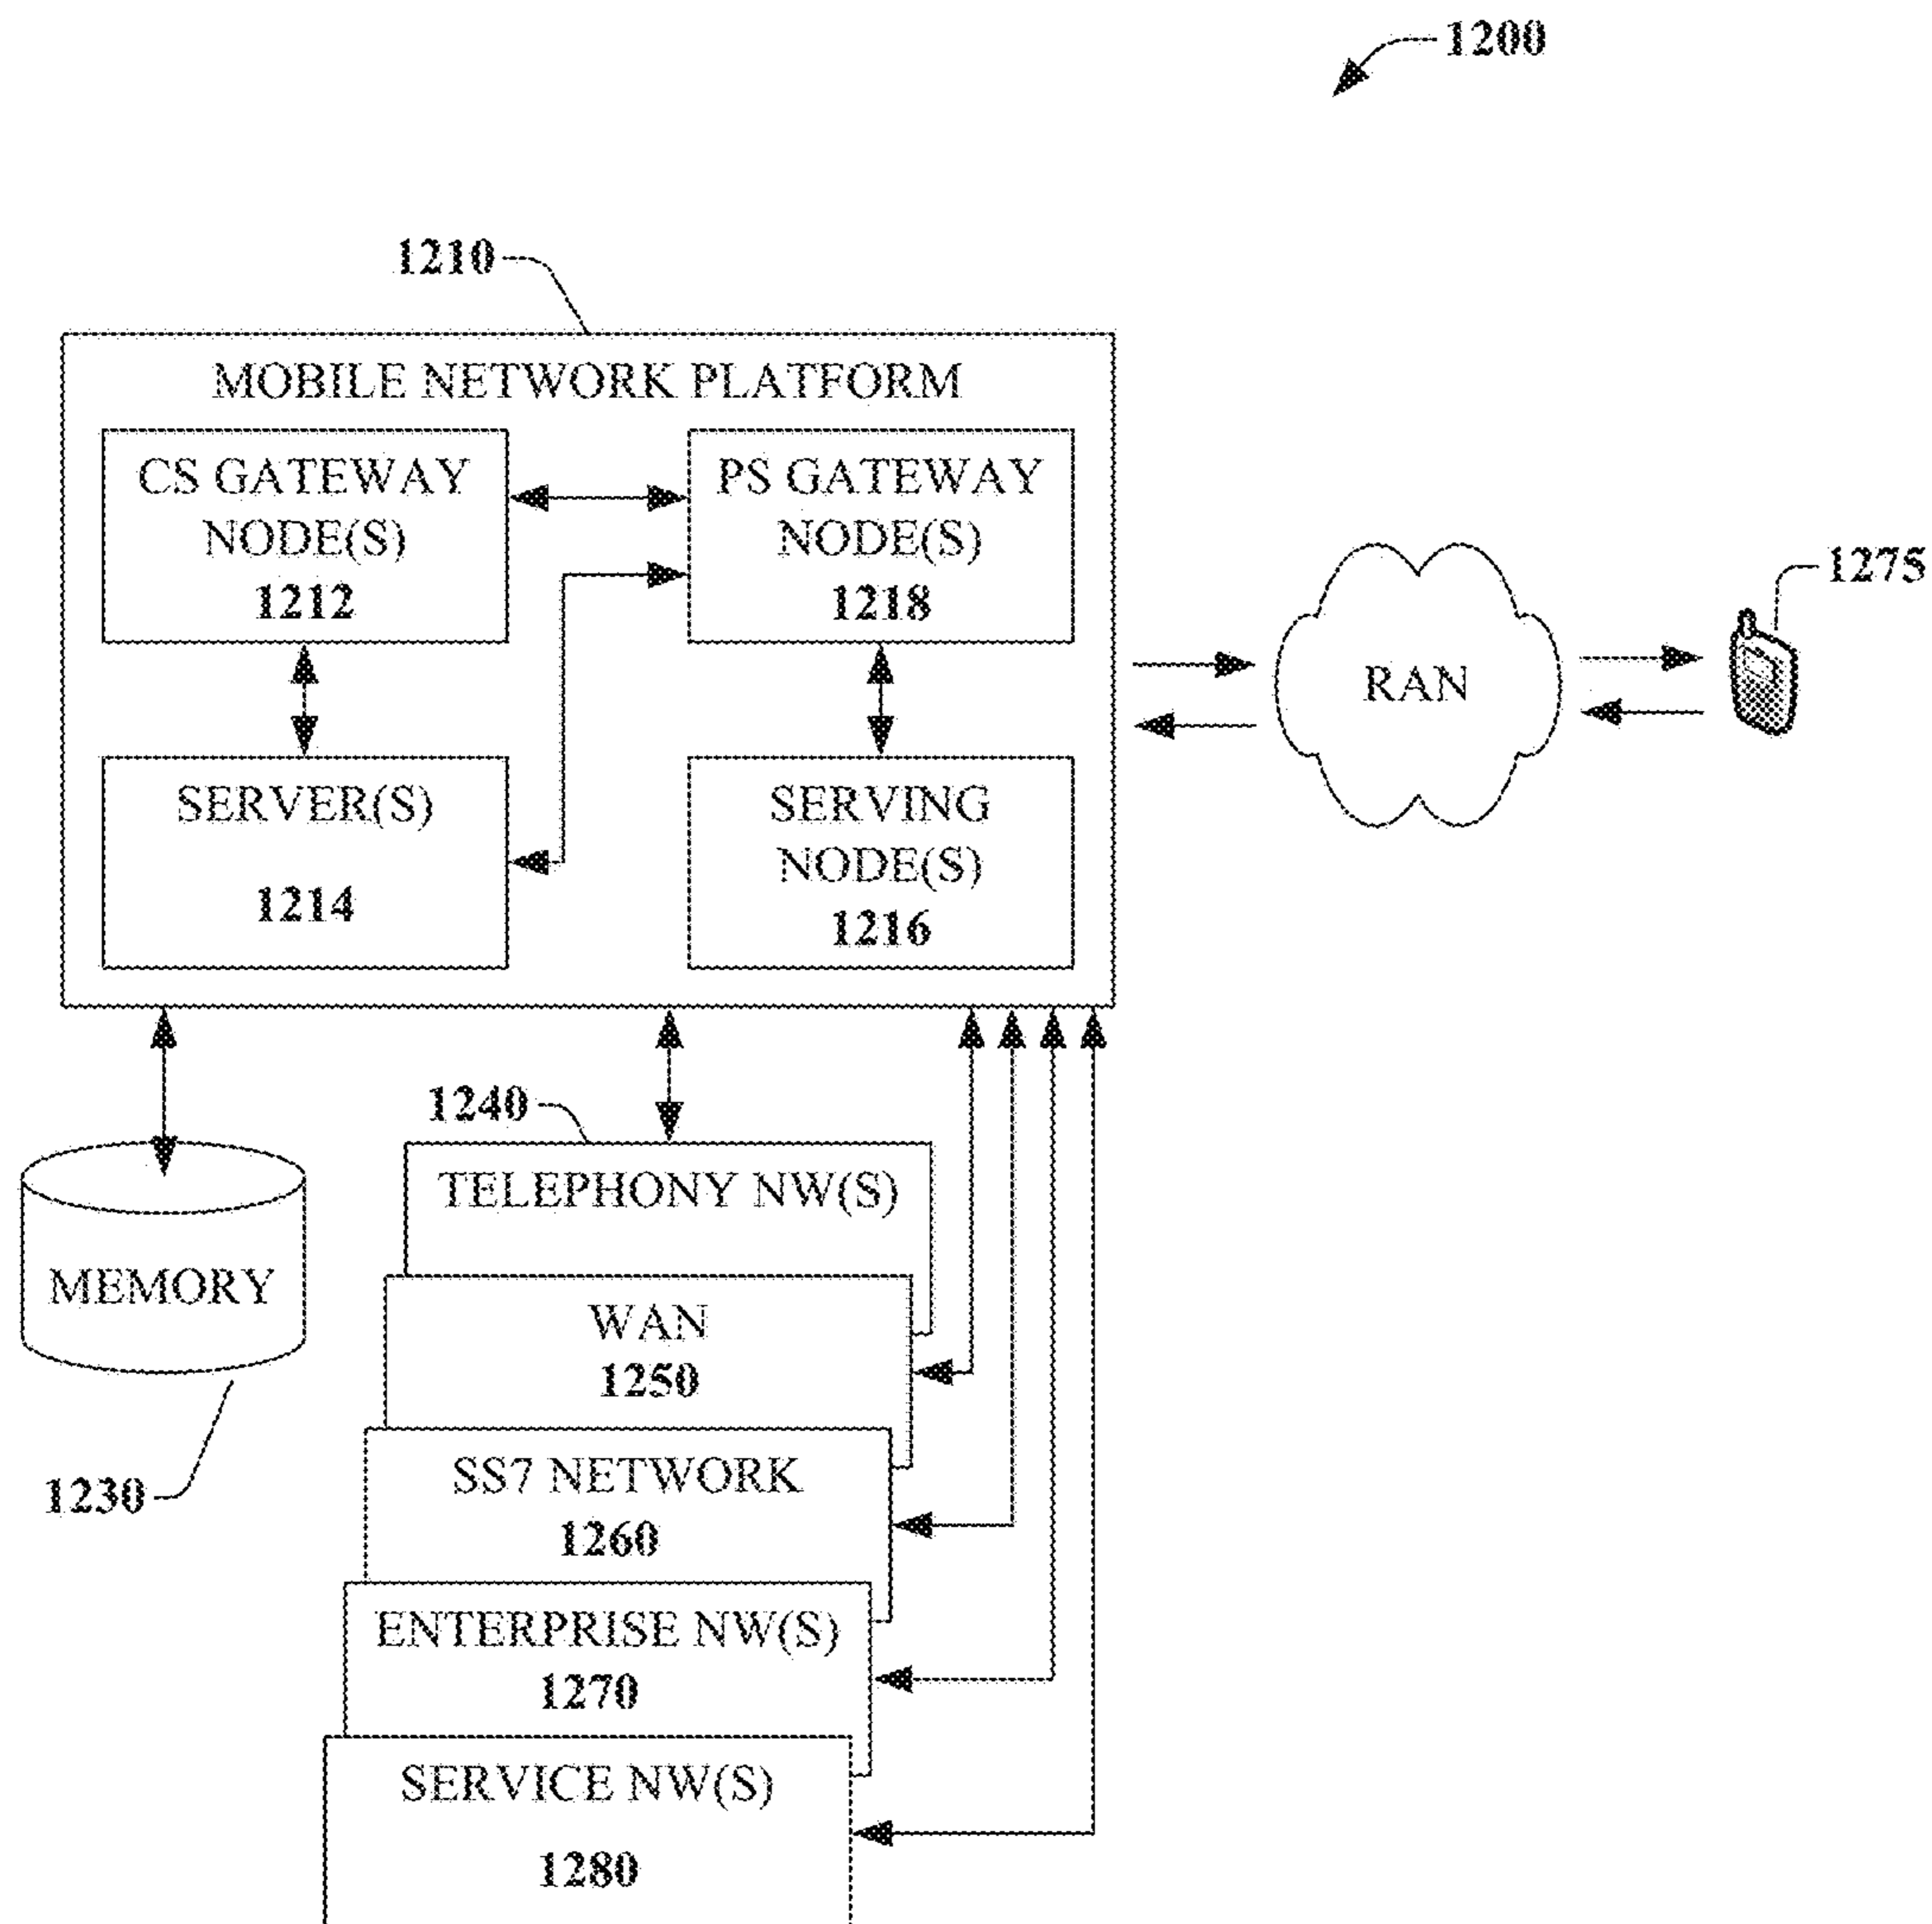 1200
1210
MOBILE NETWORK PLATFORM
CS GATEWAY
NODE(S)
1212
PS GATEWAY
NODE(S)
1218
SERVER(S)
1214
SERVING
NODE(S)
1216
RAN
1275
1240
TELEPHONY NW(S)
MEMORY
1230
WAN
1250
SS7 NETWORK
1260
ENTERPRISE NW(S)
1270
SERVICE NW(S)
1280